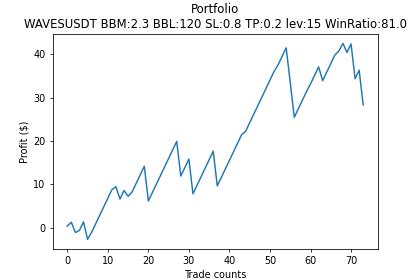 Portfolio
WAVESUSDT BBM:2.3 BBL:120 SL:0.8 TP:0.2 lev:15 WinRatio:81.0
40
30
20
10
0
Profit ($)
0 10 20 30 40 50 60 70
Trade counts